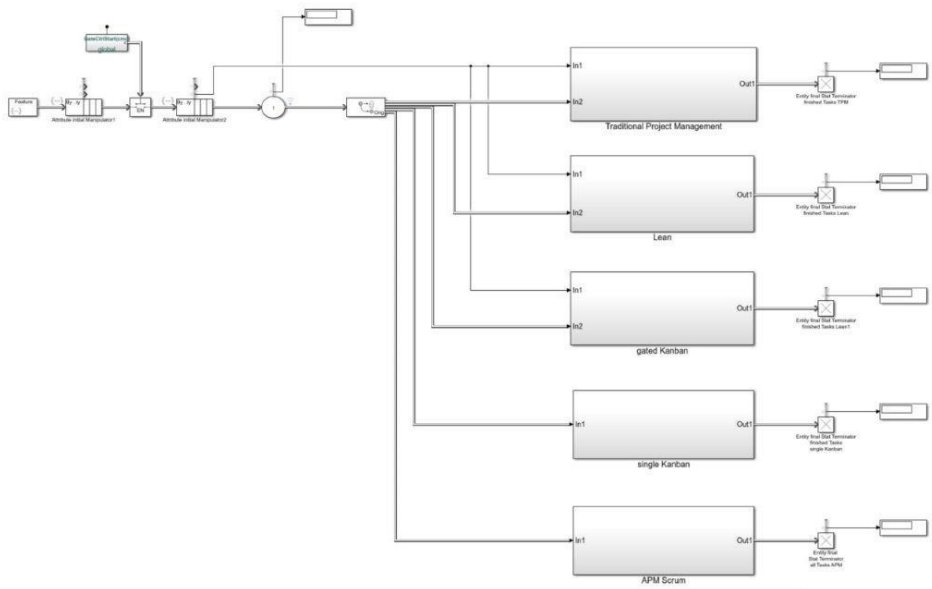 global
Feature
Attribute initial Manipulator1
EN
Attribute initial Manipulator2
In1
In2
Out1
Traditional Project Management
Entity final Stat Terminator
finished Tasks TPM
In1
In2
Out1
Lean
Entity final Stat Terminator
finished Tasks Lean
In1
In2
Out1
gated Kanban
Entity final Stat Terminator
finished Tasks Lean1
In1
Out1
single Kanban
Entity final Stat Terminator
finished Tasks
single Kanban
In1
Out1
APM Scrum
Entity final
Stat Terminator
all Tasks APM